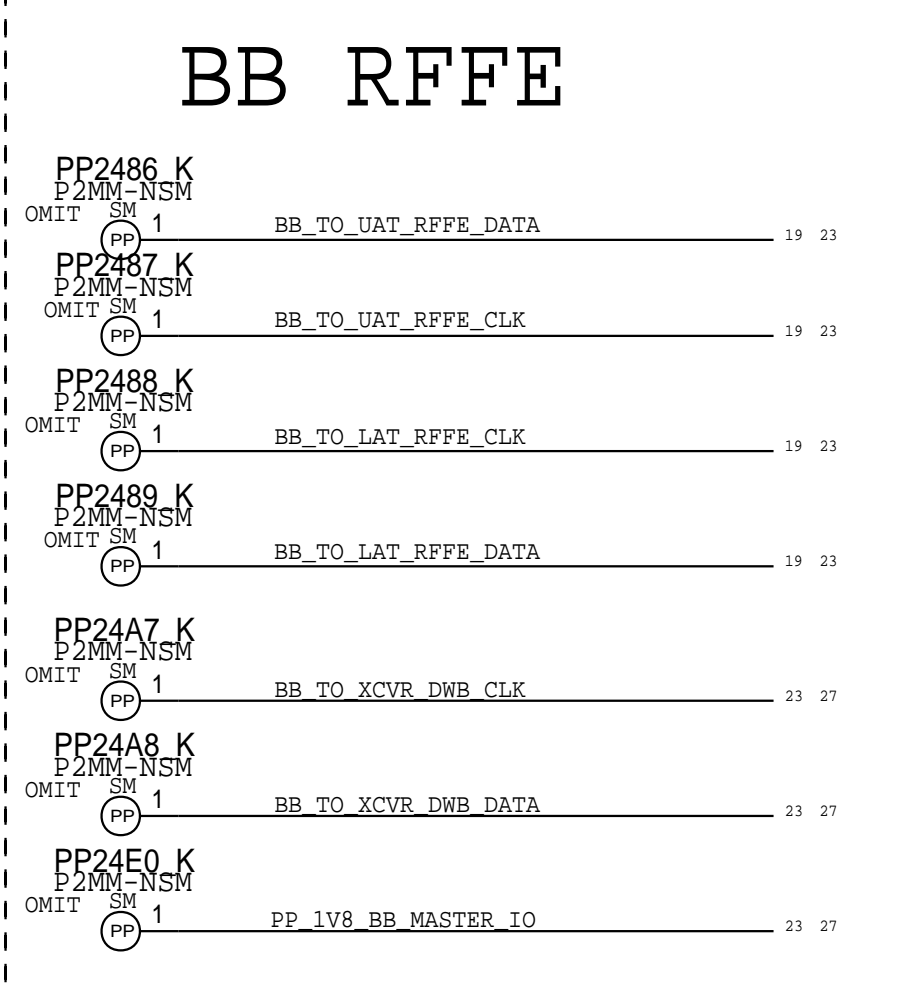 BB RFFE
PP2486_K
P2MM-NSM
OMIT SM 1 BB_TO_UAT_RFFE_DATA 19 23
PP
PP2487_K
P2MM-NSM
OMIT SM 1 BB_TO_UAT_RFFE_CLK 19 23
PP
PP2488_K
P2MM-NSM
OMIT SM 1 BB_TO_LAT_RFFE_CLK 19 23
PP
PP2489_K
P2MM-NSM
OMIT SM 1 BB_TO_LAT_RFFE_DATA 19 23
PP
PP24A7_K
P2MM-NSM
OMIT SM 1 BB_TO_XCVR_DWB_CLK 23 27
PP
PP24A8_K
P2MM-NSM
OMIT SM 1 BB_TO_XCVR_DWB_DATA 23 27
PP
PP24E0_K
P2MM-NSM
OMIT SM 1 PP_1V8_BB_MASTER_IO 23 27
PP